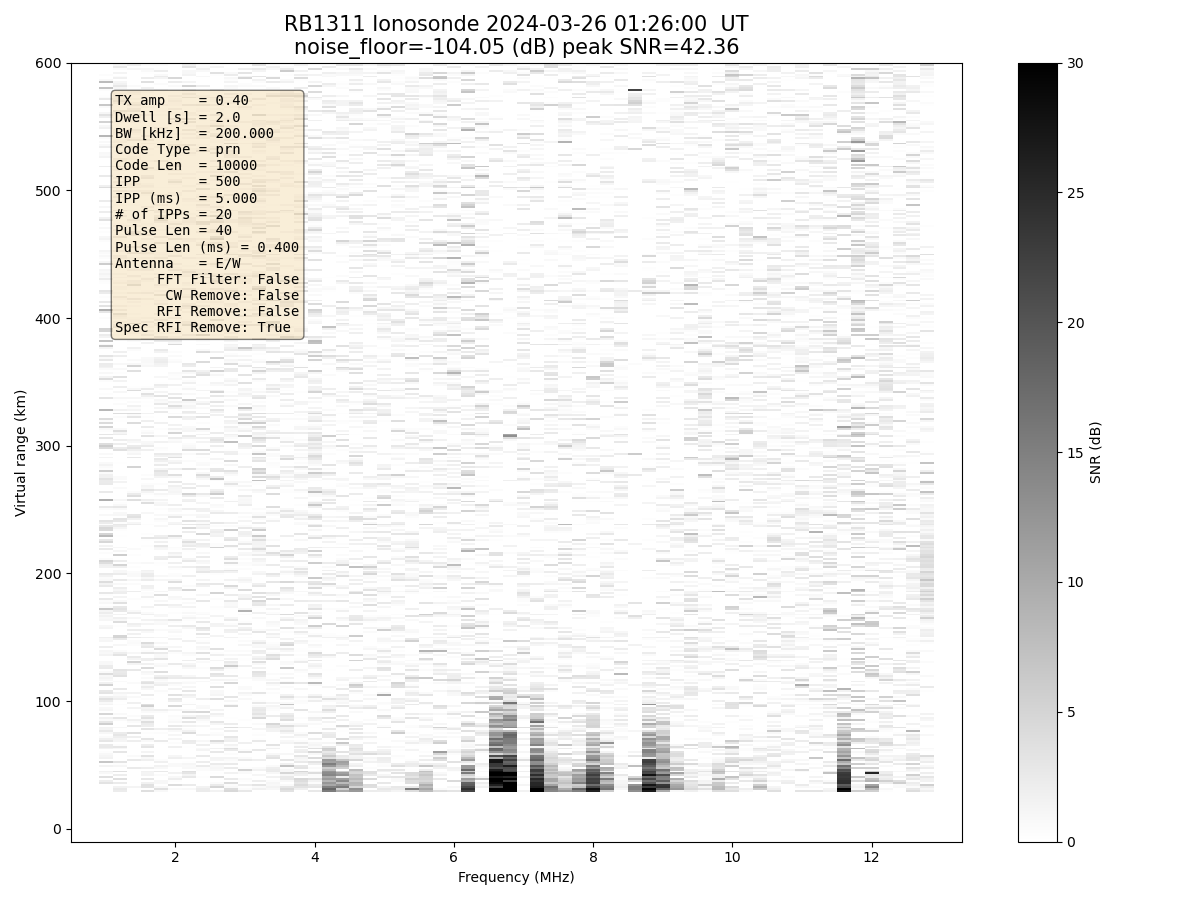 RB1311 Ionosonde 2024-03-26 01:26:00  UT
noise_floor=-104.05 (dB) peak SNR=42.36
TX amp    = 0.40
Dwell [s] = 2.0
BW [kHz]  = 200.000
Code Type = prn
Code Len  = 10000
IPP       = 500
IPP (ms)  = 5.000
# of IPPs = 20
Pulse Len = 40
Pulse Len (ms) = 0.400
Antenna   = E/W
FFT Filter: False
CW Remove: False
RFI Remove: False
Spec RFI Remove: True
Virtual range (km)
600
500
400
300
200
100
0
2 4 6 8 10 12
Frequency (MHz)
30
25
20
15
10
5
0
SNR (dB)